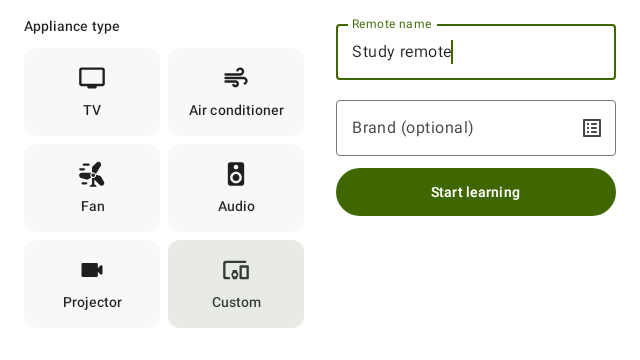 Appliance type
TV
Air conditioner
Fan
Audio
Projector
Custom
Remote name
Study remote
Brand (optional)
Start learning